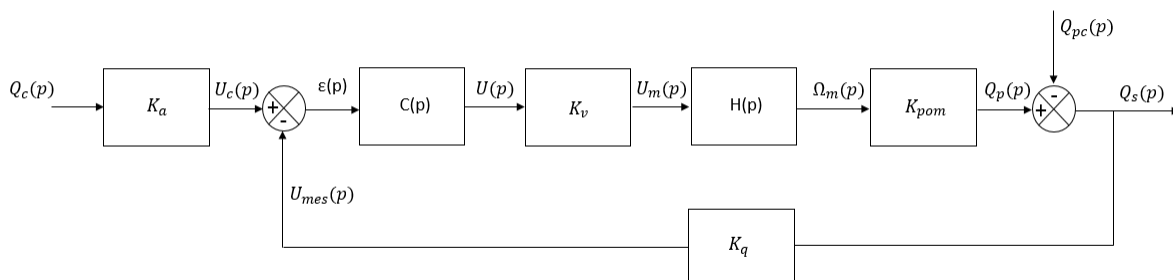 Q_pc(p)
Q_c(p)
K_a
U_c(p)
+
-
ε(p)
C(p)
U(p)
K_v
U_m(p)
H(p)
Ω_m(p)
K_pom
Q_p(p)
-
+
Q_s(p)
U_mes(p)
K_q